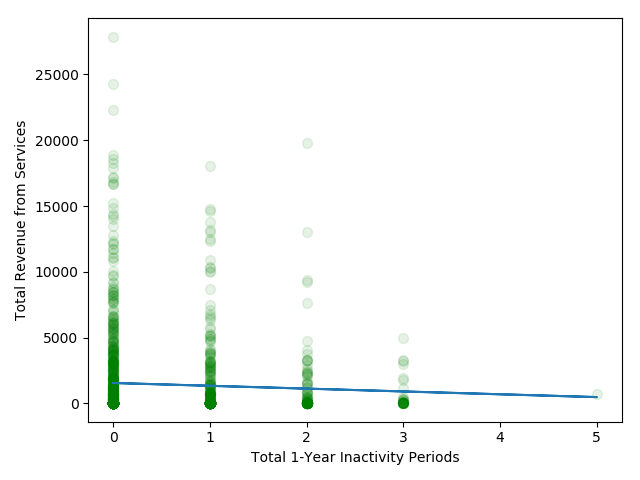 25000
20000
15000
10000
5000
0
Total Revenue from Services
0 1 2 3 4 5
Total 1-Year Inactivity Periods